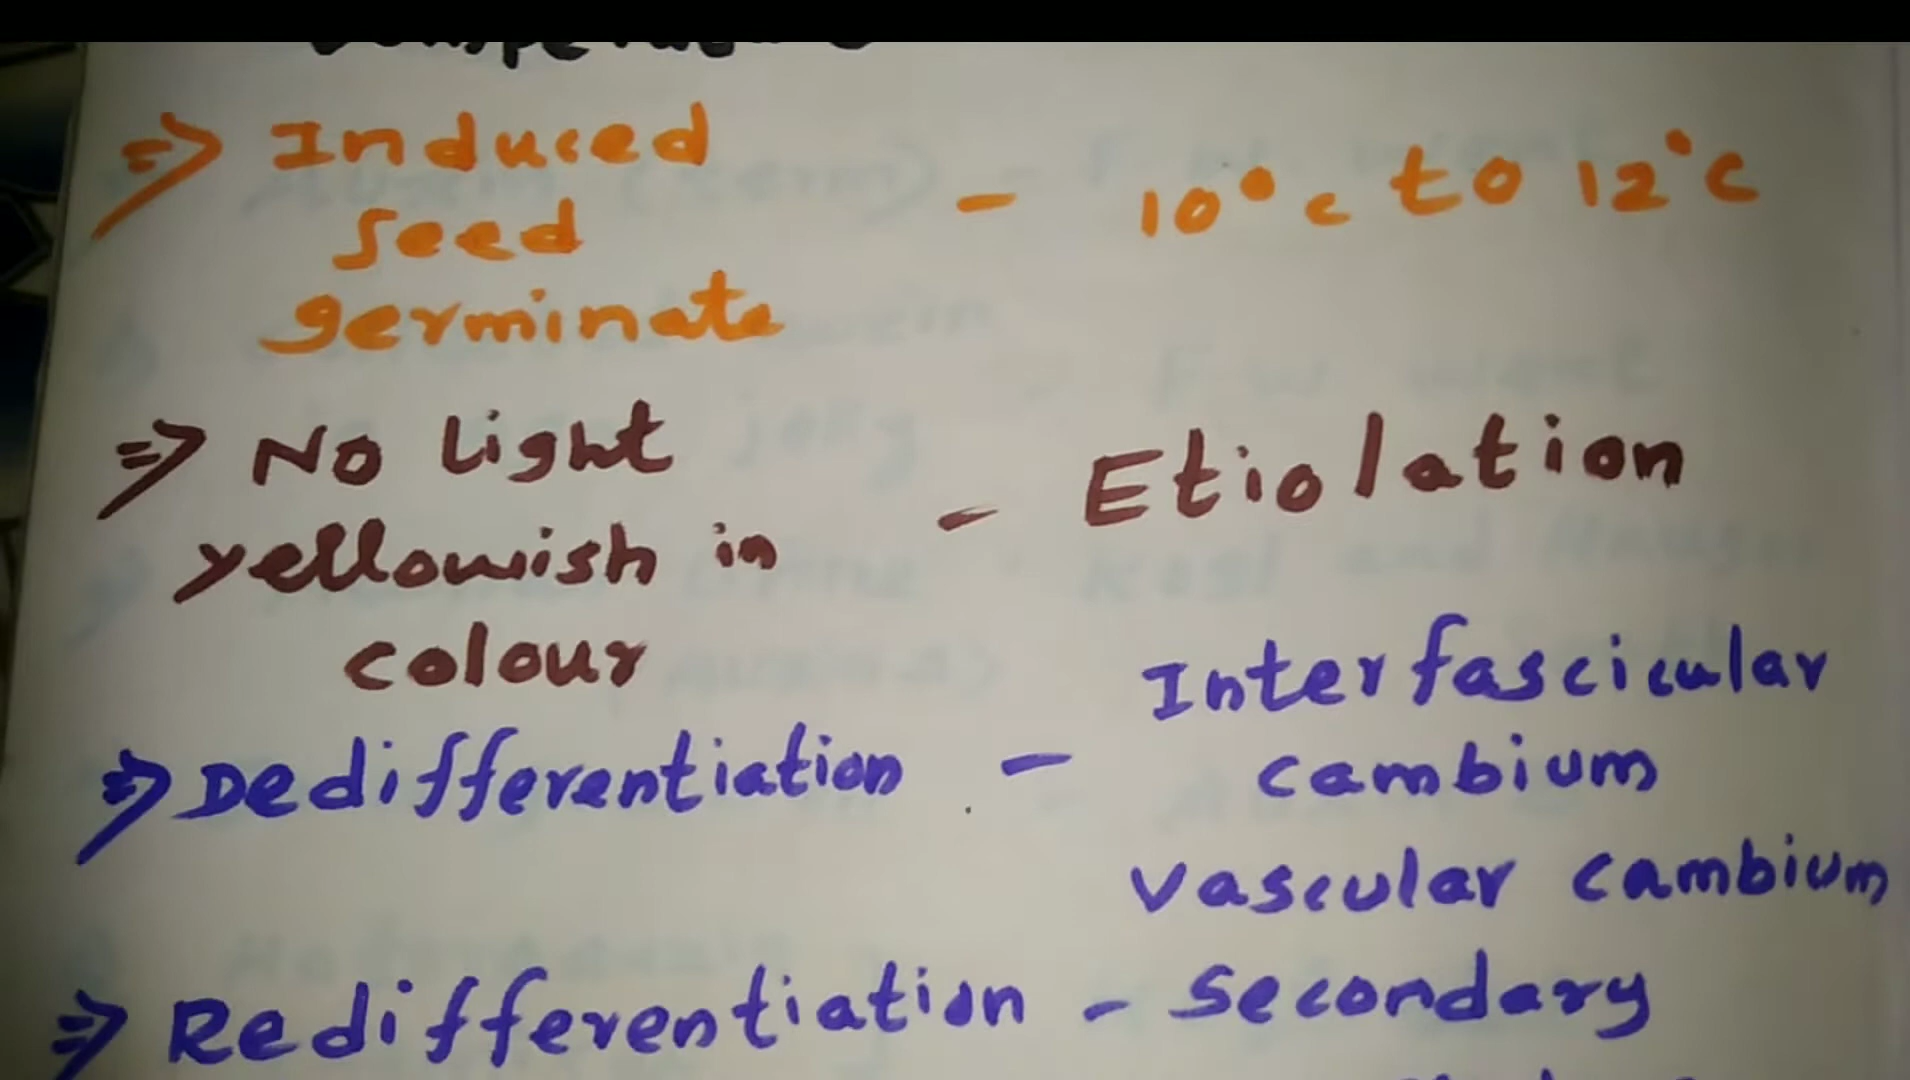 ⇒ Induced
seed - 10°c to 12°c
germinate
⇒ No light
yellowish in - Etiolation
colour
⇒ Dedifferentiation - Interfascicular
cambium
vascular cambium
⇒ Redifferentiation - Secondary